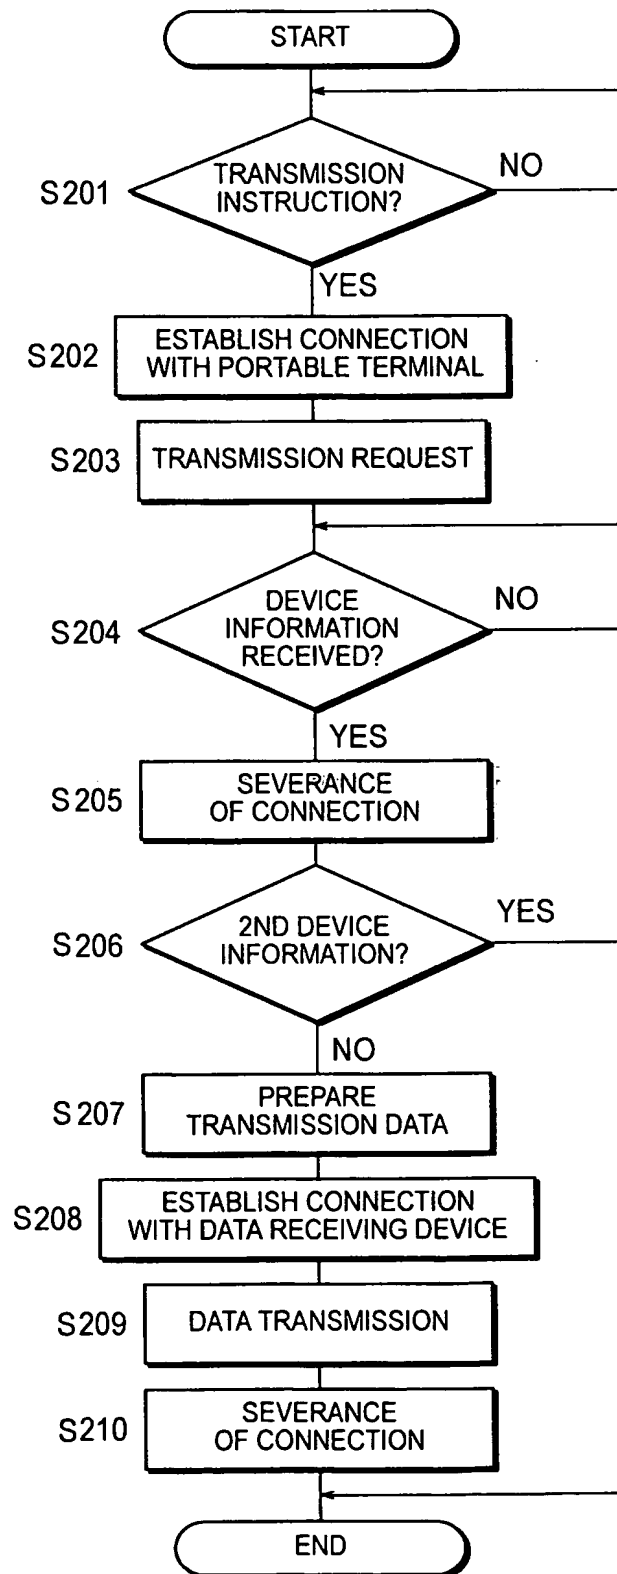 START
S201
TRANSMISSION
INSTRUCTION?
NO
YES
S202
ESTABLISH CONNECTION
WITH PORTABLE TERMINAL
S203
TRANSMISSION REQUEST
S204
DEVICE
INFORMATION
RECEIVED?
NO
YES
S205
SEVERANCE
OF CONNECTION
S206
2ND DEVICE
INFORMATION?
YES
NO
S207
PREPARE
TRANSMISSION DATA
S208
ESTABLISH CONNECTION
WITH DATA RECEIVING DEVICE
S209
DATA TRANSMISSION
S210
SEVERANCE
OF CONNECTION
END